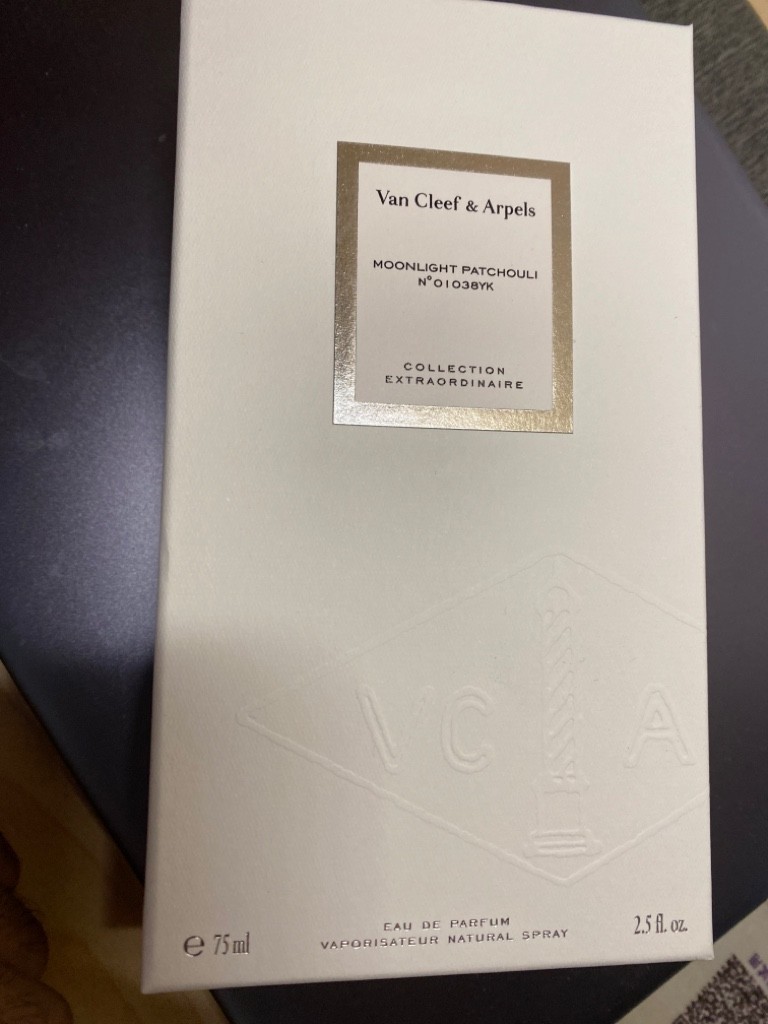 Van Cleef & Arpels
MOONLIGHT PATCHOULI
N°01038YK
COLLECTION
EXTRAORDINAIRE
VC A
EAU DE PARFUM
VAPORISATEUR NATURAL SPRAY
℮ 75 ml
2.5 fl. oz.